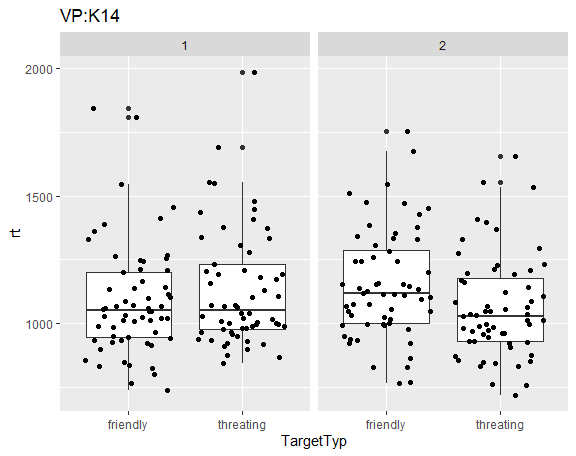 VP:K14
1 2
2000
1500
1000
rt
friendly threating friendly threating
TargetTyp